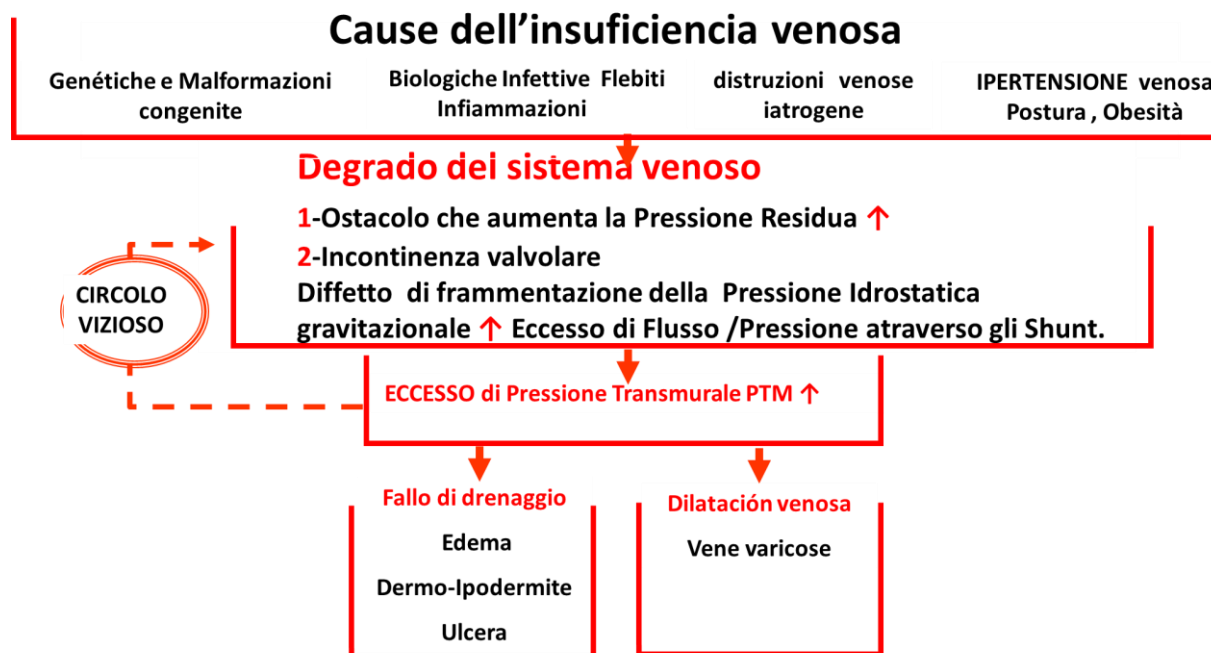 Cause dell’insuficiencia venosa
Genétiche e Malformazioni
congenite
Biologiche Infettive Flebiti
Infiammazioni
distruzioni venose
iatrogene
IPERTENSIONE venosa
Postura , Obesità
Degrado del sistema venoso
1-Ostacolo che aumenta la Pressione Residua ↑
2-Incontinenza valvolare
Diffetto di frammentazione della Pressione Idrostatica
gravitazionale ↑ Eccesso di Flusso /Pressione atraverso gli Shunt.
CIRCOLO
VIZIOSO
ECCESSO di Pressione Transmurale PTM ↑
Fallo di drenaggio
Edema
Dermo-Ipodermite
Ulcera
Dilatación venosa
Vene varicose